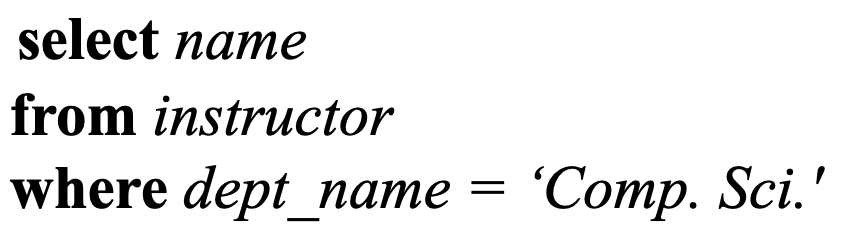 select name
from instructor
where dept_name = ‘Comp. Sci.'